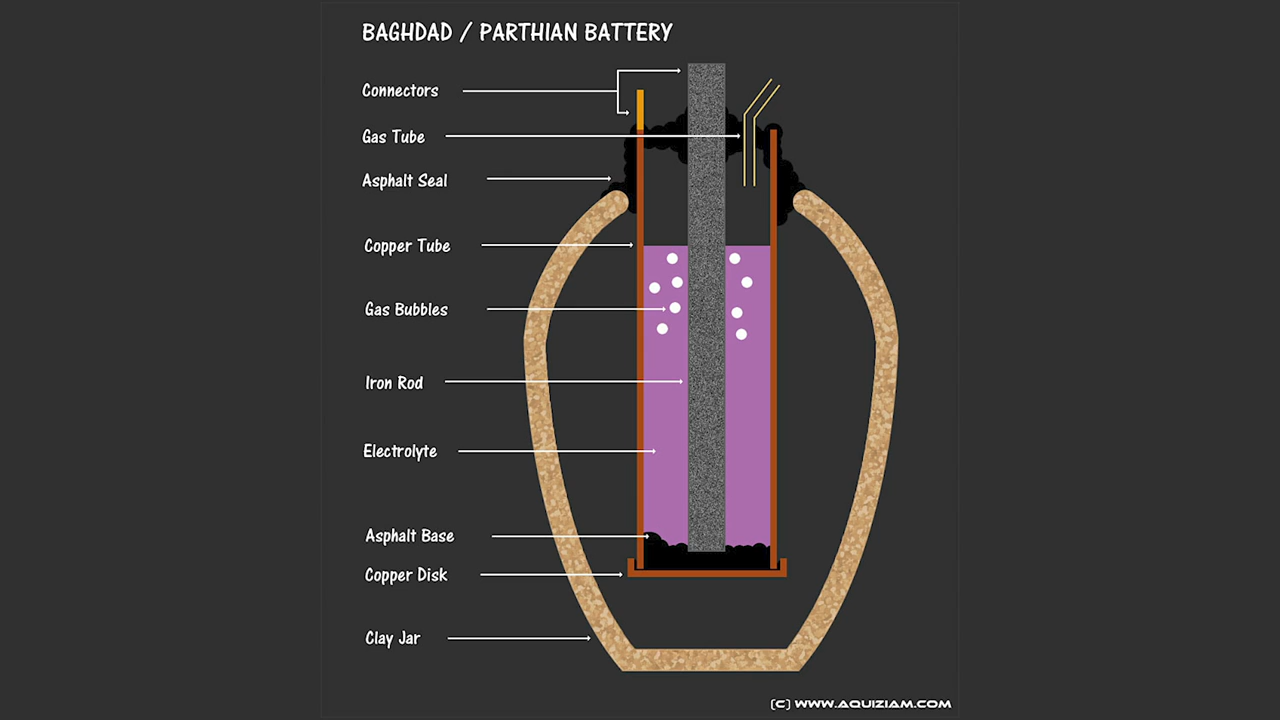 BAGHDAD / PARTHIAN BATTERY
Connectors
Gas Tube
Asphalt Seal
Copper Tube
Gas Bubbles
Iron Rod
Electrolyte
Asphalt Base
Copper Disk
Clay Jar
(C) WWW.AQUIZIAM.COM